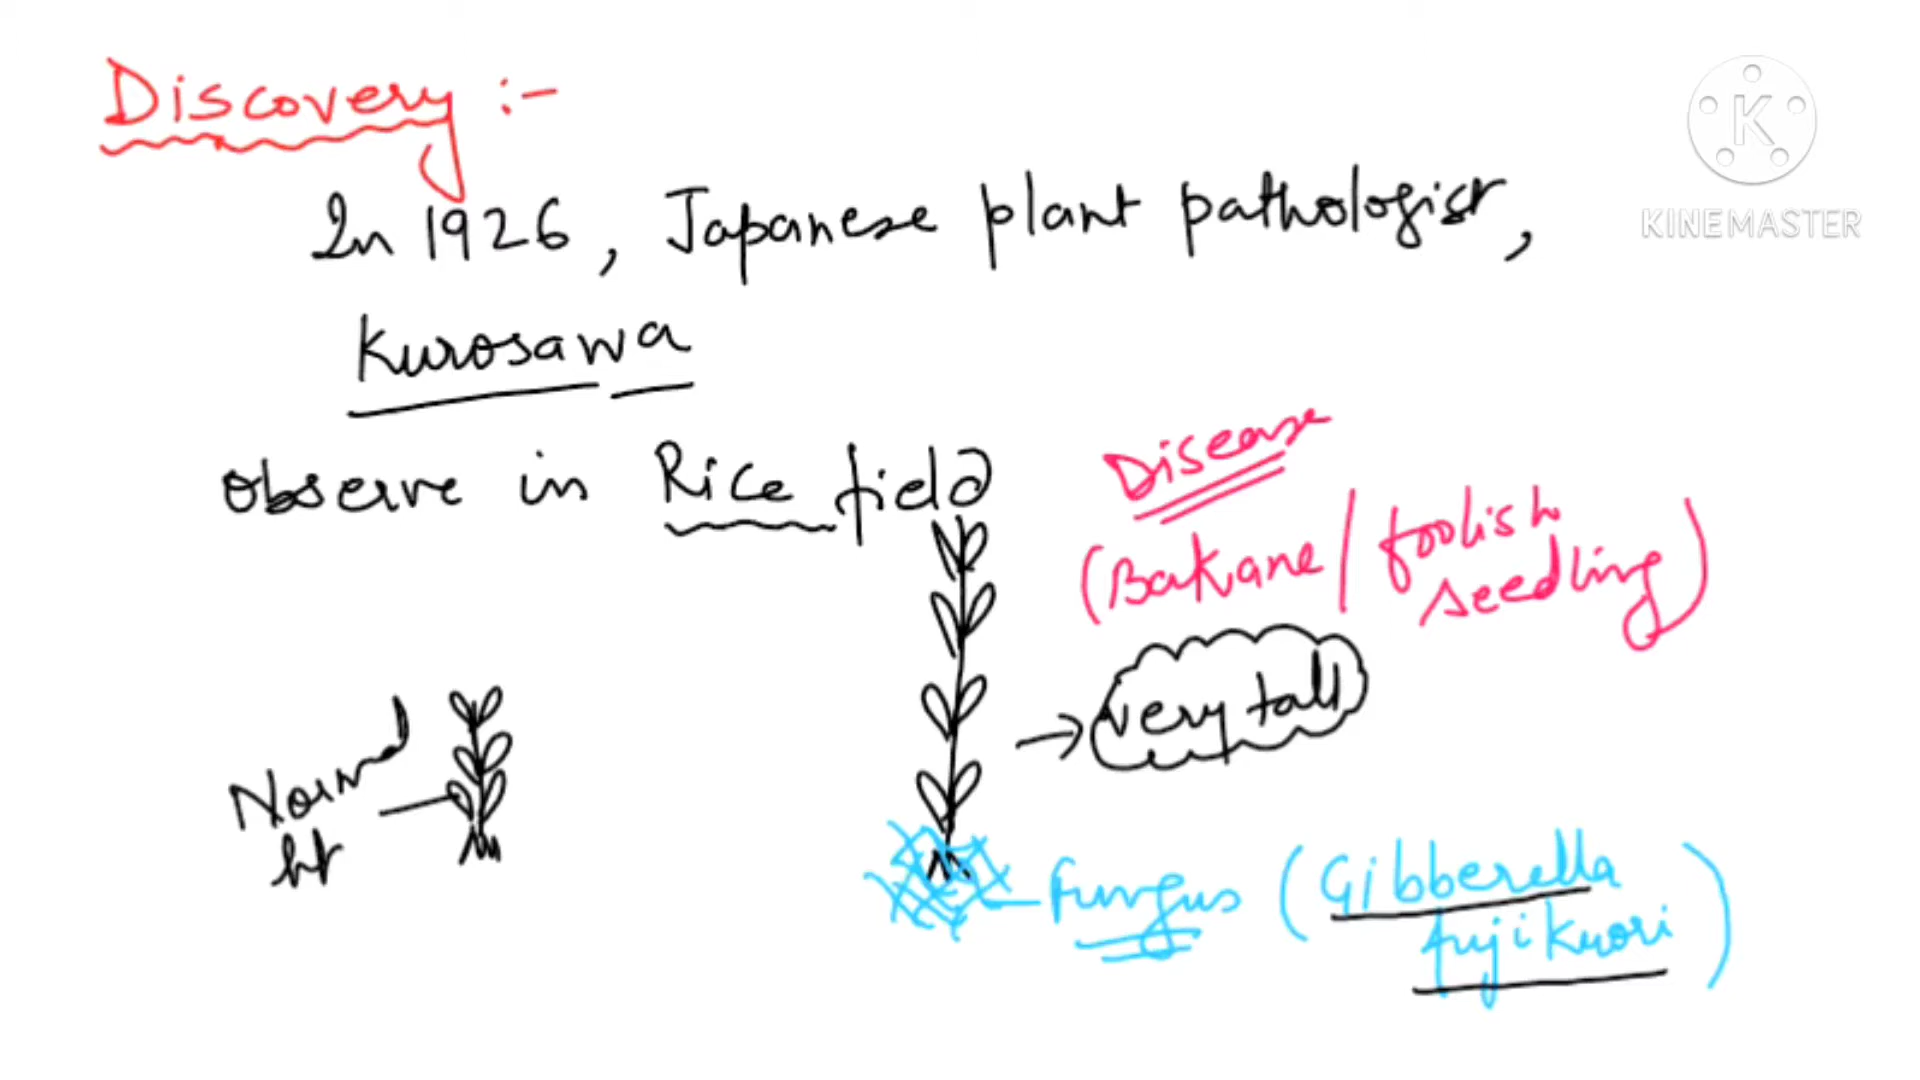 Discovery :-
In 1926, Japanese plant pathologist,
Kurosawa
observe in Rice field
Disease
(Bakane / foolish
seedling)
very tall
Normal
ht
Fungus (Gibberella
fujikuori)
K
KINEMASTER